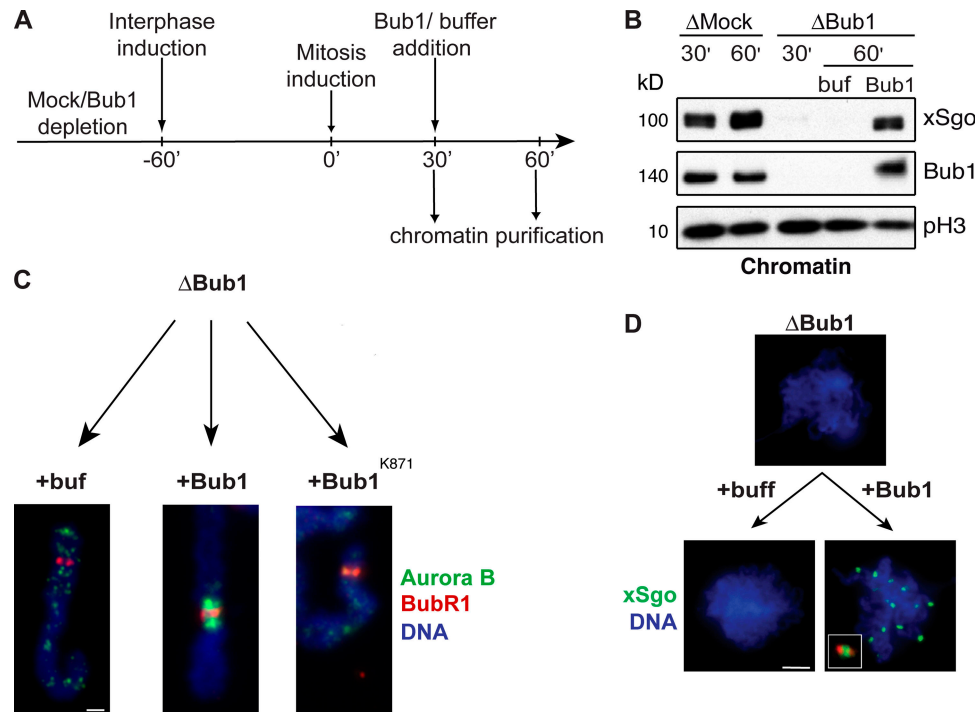 A
Interphase
induction
Bub1/ buffer
addition
Mitosis
induction
Mock/Bub1
depletion
-60’
0’
30’
60’
chromatin purification
B
ΔMock
ΔBub1
30' 60' 30' 60'
kD
buf Bub1
100
xSgo
140
Bub1
10
pH3
Chromatin
C
ΔBub1
+buf
+Bub1
+Bub1 K871
Aurora B
BubR1
DNA
D
ΔBub1
+buff
+Bub1
xSgo
DNA